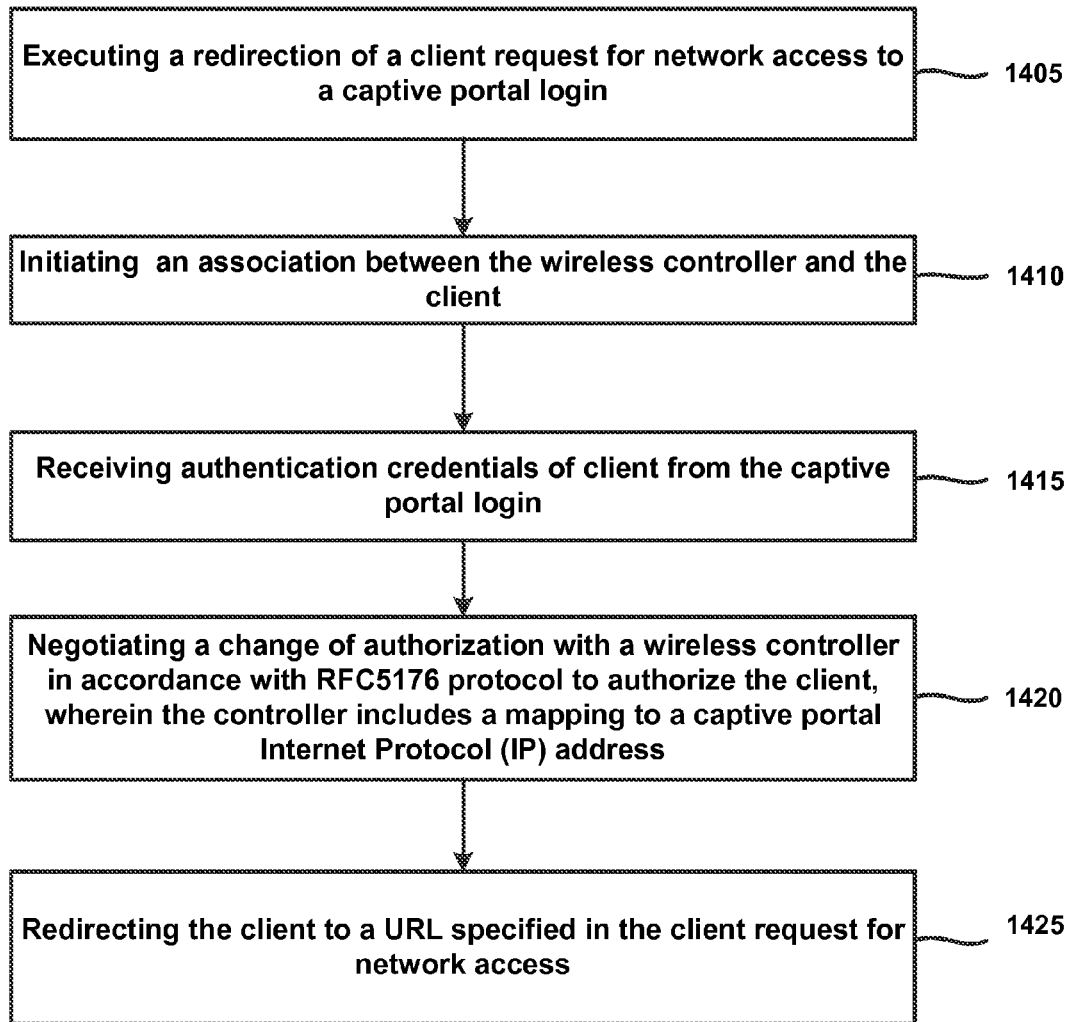 Executing a redirection of a client request for network access to
a captive portal login
1405
Initiating an association between the wireless controller and the
client
1410
Receiving authentication credentials of client from the captive
portal login
1415
Negotiating a change of authorization with a wireless controller
in accordance with RFC5176 protocol to authorize the client,
wherein the controller includes a mapping to a captive portal
Internet Protocol (IP) address
1420
Redirecting the client to a URL specified in the client request for
network access
1425